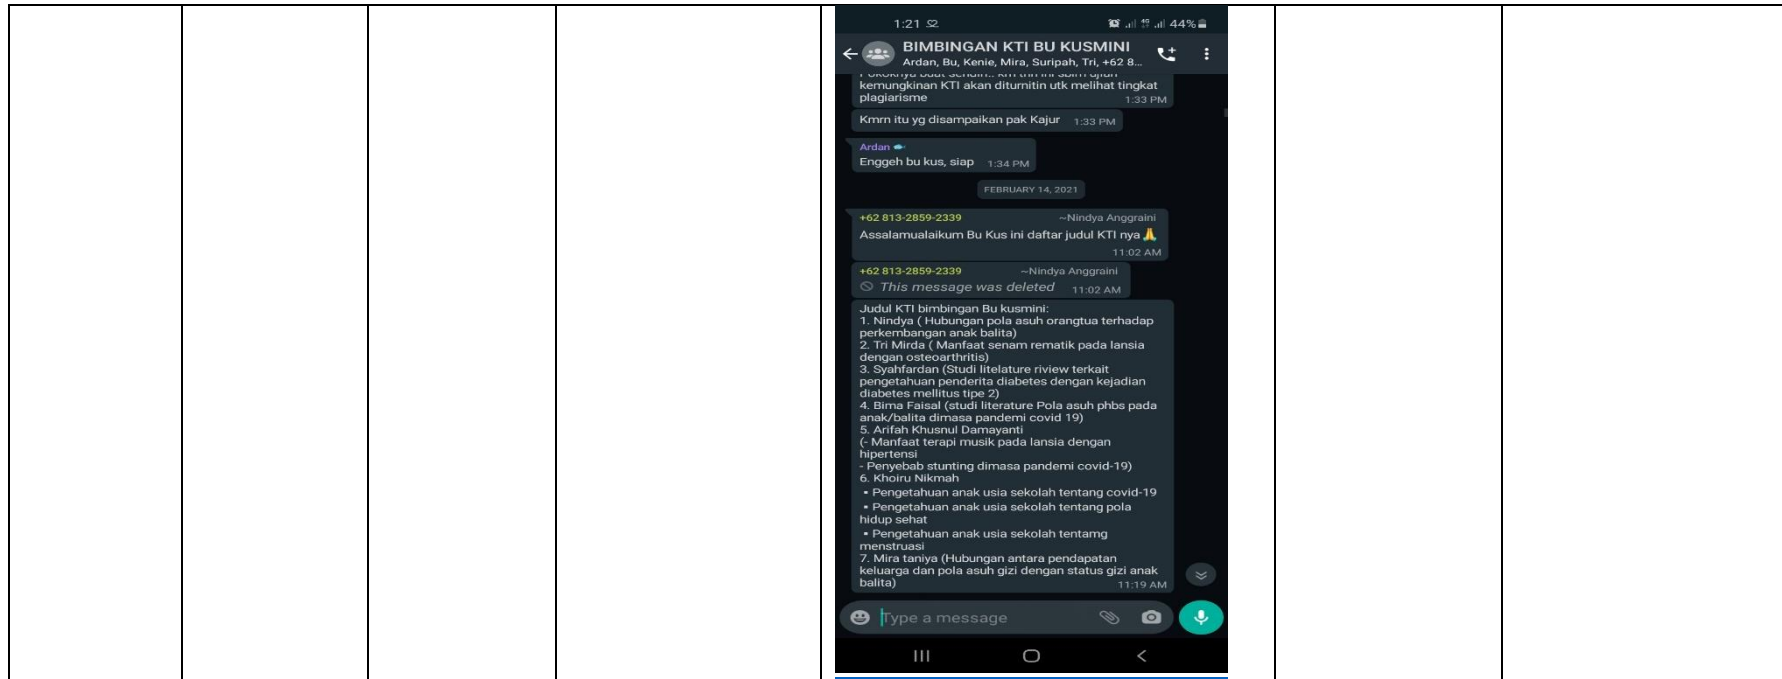 1:21
44%
BIMBINGAN KTI BU KUSMINI
Ardan, Bu, Kenie, Mira, Suripah, Tri, +62 8...
kemungkinan KTI akan diturnitin utk melihat tingkat
plagiarisme 1:33 PM
Kmrn itu yg disampaikan pak Kajur 1:33 PM
Ardan
Enggeh bu kus, siap 1:34 PM
FEBRUARY 14, 2021
+62 813-2859-2339 ~Nindya Anggraini
Assalamualaikum Bu Kus ini daftar judul KTI nya 🙏
11:02 AM
+62 813-2859-2339 ~Nindya Anggraini
This message was deleted 11:02 AM
Judul KTI bimbingan Bu kusmini:
1. Nindya ( Hubungan pola asuh orangtua terhadap
perkembangan anak balita)
2. Tri Mirda ( Manfaat senam rematik pada lansia
dengan osteoarthritis)
3. Syahfardan (Studi litelature riview terkait
pengetahuan penderita diabetes dengan kejadian
diabetes mellitus tipe 2)
4. Bima Faisal (studi literature Pola asuh phbs pada
anak/balita dimasa pandemi covid 19)
5. Arifah Khusnul Damayanti
(- Manfaat terapi musik pada lansia dengan
hipertensi
- Penyebab stunting dimasa pandemi covid-19)
6. Khoiru Nikmah
• Pengetahuan anak usia sekolah tentang covid-19
• Pengetahuan anak usia sekolah tentang pola
hidup sehat
• Pengetahuan anak usia sekolah tentamg
menstruasi
7. Mira taniya (Hubungan antara pendapatan
keluarga dan pola asuh gizi dengan status gizi anak
balita) 11:19 AM
Type a message